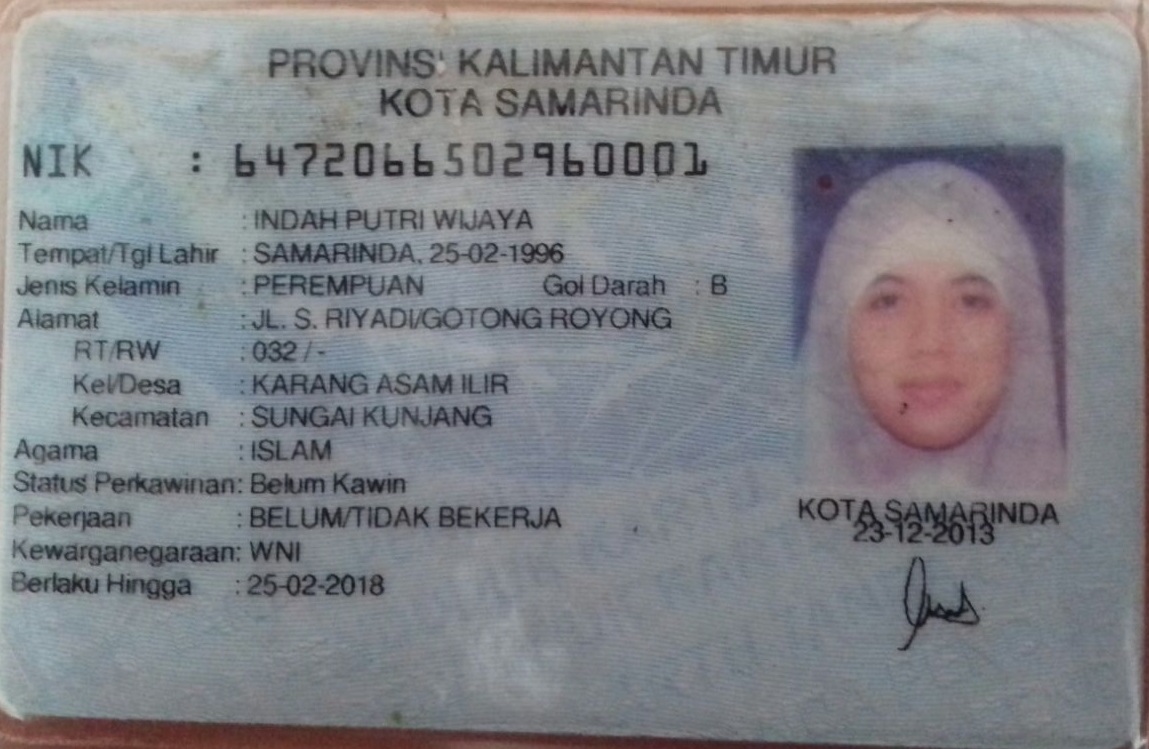 PROVINSI KALIMANTAN TIMUR
KOTA SAMARINDA
NIK : 6472066502960001
Nama : INDAH PUTRI WIJAYA
Tempat/Tgl Lahir : SAMARINDA, 25-02-1996
Jenis Kelamin : PEREMPUAN Gol Darah : B
Alamat : JL. S. RIYADI/GOTONG ROYONG
RT/RW : 032 / -
Kel/Desa : KARANG ASAM ILIR
Kecamatan : SUNGAI KUNJANG
Agama : ISLAM
Status Perkawinan: Belum Kawin
Pekerjaan : BELUM/TIDAK BEKERJA
Kewarganegaraan: WNI
Berlaku Hingga : 25-02-2018
KOTA SAMARINDA
23-12-2013